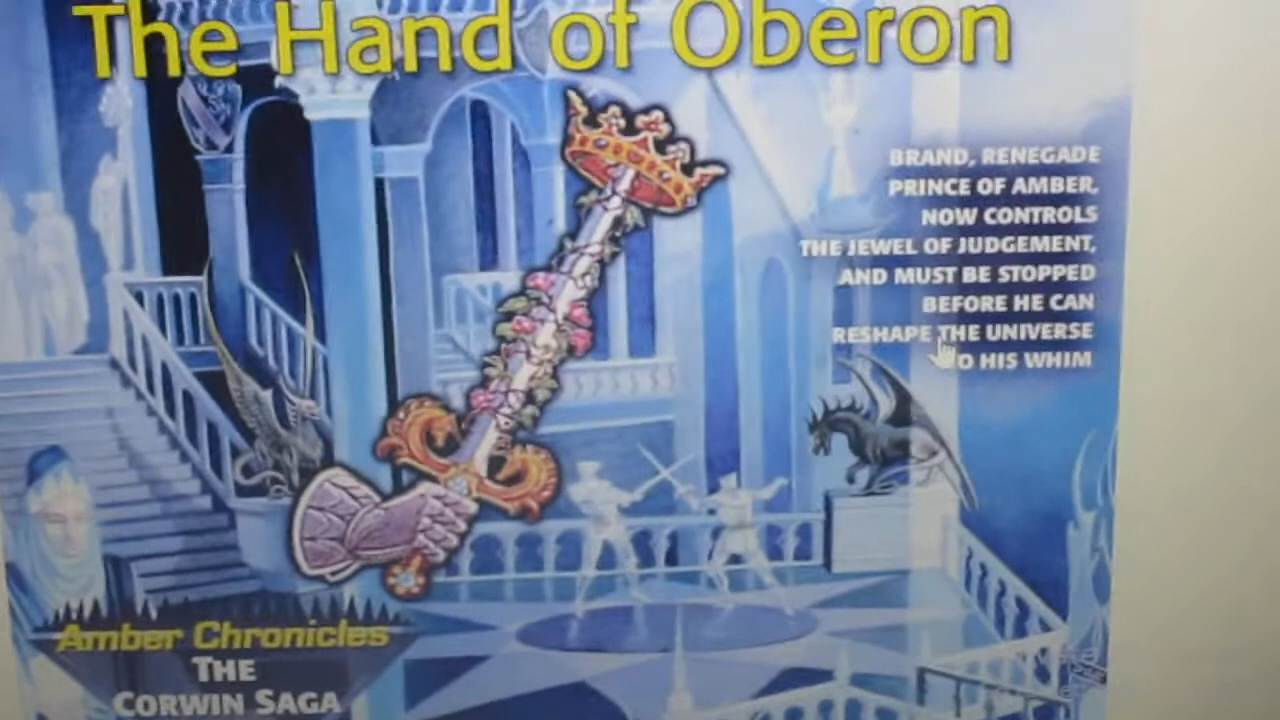 The Hand of Oberon
BRAND, RENEGADE
PRINCE OF AMBER,
NOW CONTROLS
THE JEWEL OF JUDGEMENT,
AND MUST BE STOPPED
BEFORE HE CAN
RESHAPE THE UNIVERSE
O HIS WHIM
Amber Chronicles
THE
CORWIN SAGA